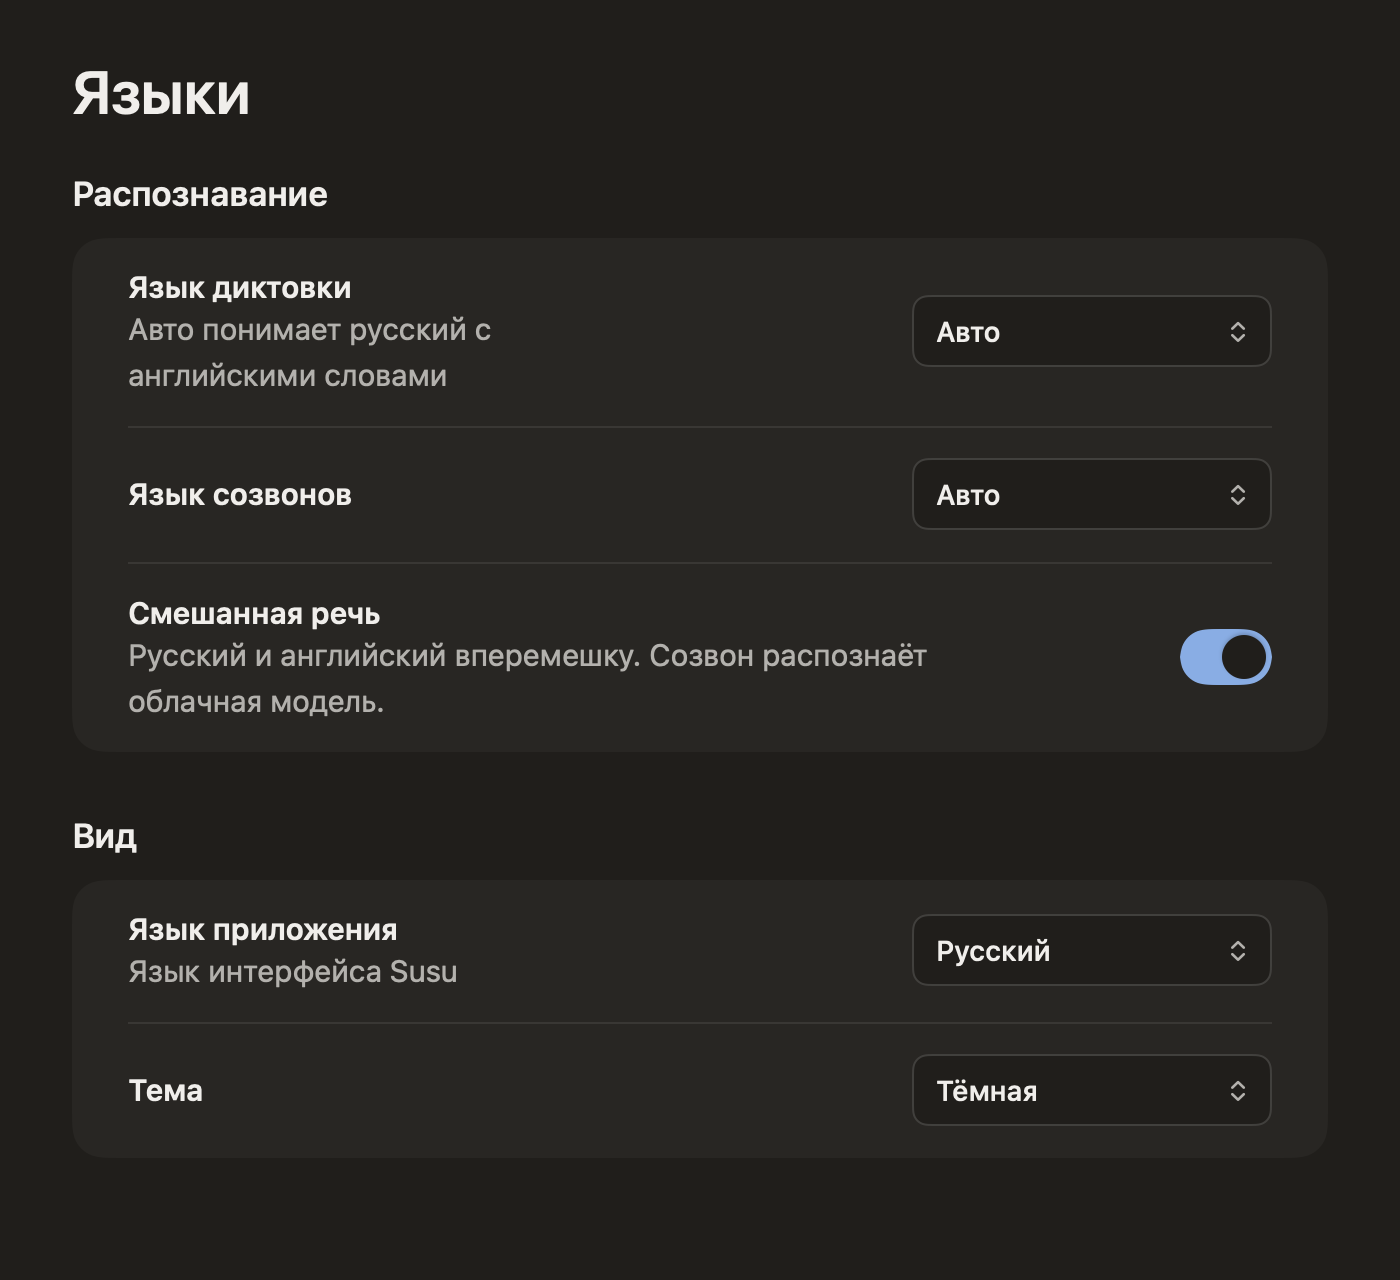 Языки
Распознавание
Язык диктовки
Авто понимает русский с
английскими словами
Авто
Язык созвонов
Авто
Смешанная речь
Русский и английский вперемешку. Созвон распознаёт
облачная модель.
Вид
Язык приложения
Язык интерфейса Susu
Русский
Тема
Тёмная